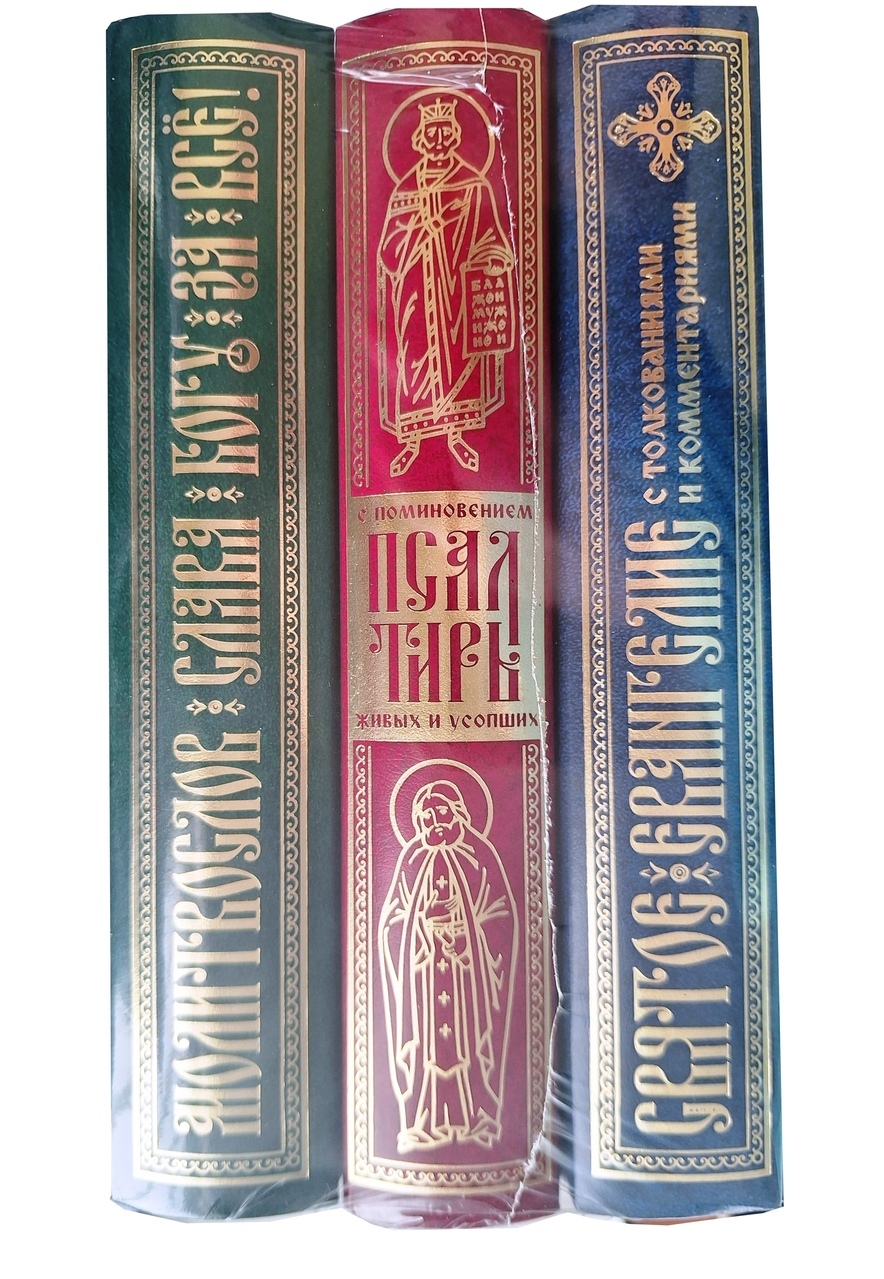 МОЛИТВОСЛОВ СЛАВА БОГУ ЗА ВСЁ!
БЛА
ЖЕН
МУЖ
ИЖЕ
НЕ
С ПОМИНОВЕНИЕМ
ПСАЛ
ТИРЬ
ЖИВЫХ И УСОПШИХ
СВЯТОЕ ЕВАНГЕЛИЕ
С ТОЛКОВАНИЯМИ
И КОММЕНТАРИЯМИ